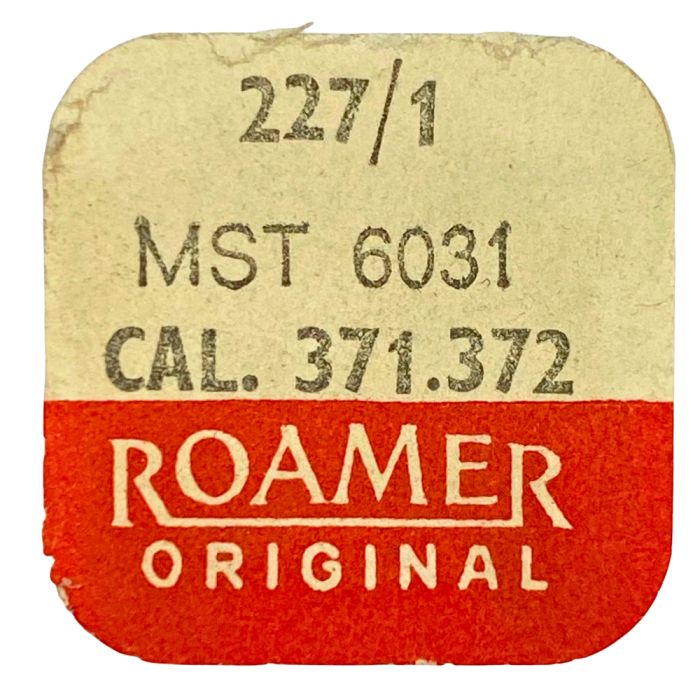 227/1
MST 6031
CAL. 371.372
ROAMER
ORIGINAL